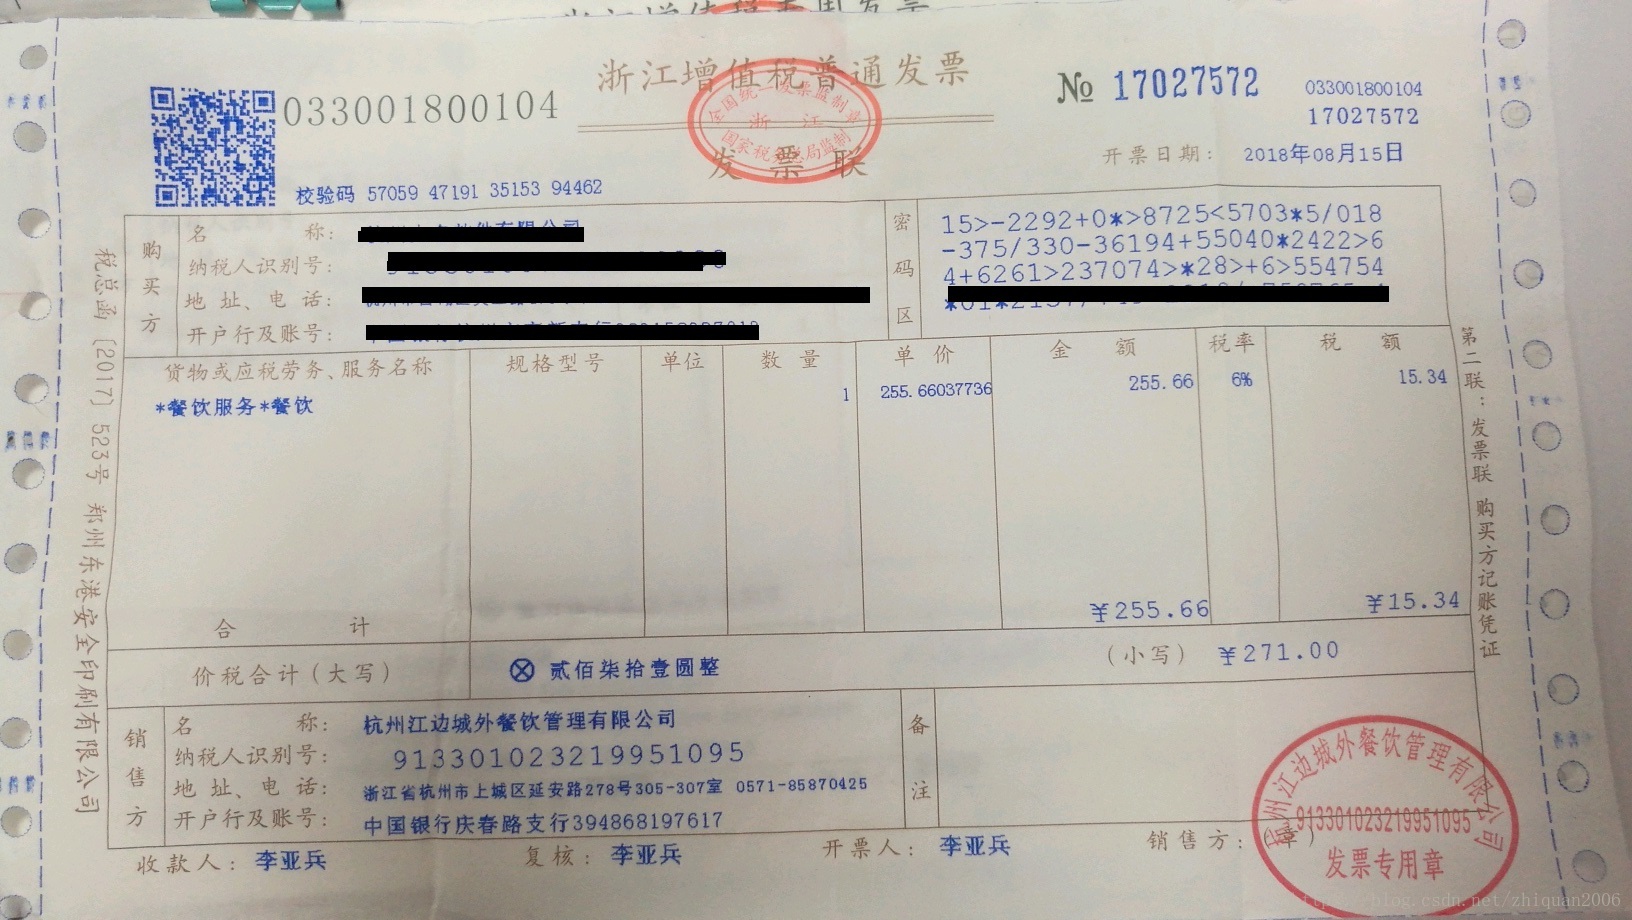 浙江增值税普通发票
033001800104
№ 17027572
033001800104
17027572
发票联
全国统一发票监制章
浙江
国家税务总局监制
开票日期: 2018年08月15日
校验码 57059 47191 35153 94462
购买方
名称:
纳税人识别号:
地址、电话:
开户行及账号:
密码区
15>-2292+0*>8725<5703*5/018
-375/330-36194+55040*2422>6
4+6261>237074>*28>+6>554754
货物或应税劳务、服务名称 规格型号 单位 数量 单价 金额 税率 税额
*餐饮服务*餐饮 1 255.66037736 255.66 6% 15.34
合计 ¥255.66 ¥15.34
价税合计(大写) ⊗ 贰佰柒拾壹圆整 (小写) ¥271.00
销售方
名称: 杭州江边城外餐饮管理有限公司
纳税人识别号: 913301023219951095
地址、电话: 浙江省杭州市上城区延安路278号305-307室 0571-85870425
开户行及账号: 中国银行庆春路支行394868197617
备注
收款人: 李亚兵 复核: 李亚兵 开票人: 李亚兵 销售方:(章)
杭州江边城外餐饮管理有限公司
913301023219951095
发票专用章
税总函〔2017〕523号 郑州东港安全印刷有限公司
第二联:发票联 购买方记账凭证
http://blog.csdn.net/zhiquan2006